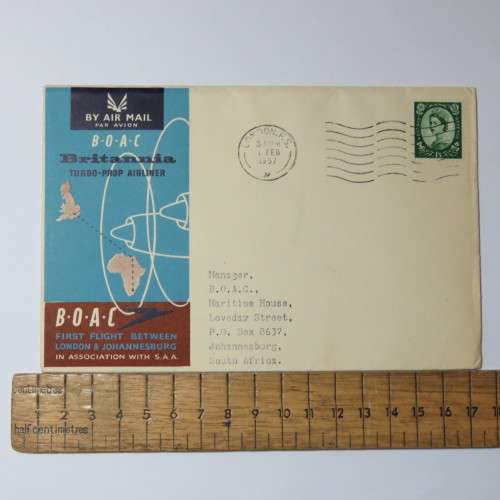 BY AIR MAIL
PAR AVION
B·O·A·C
Britannia
TURBO-PROP AIRLINER
LONDON. F.S.
1 FEB
1957
Manager,
B.O.A.C.,
Maritime House,
Loveday Street,
P.O. Box 8637,
Johannesburg,
South Africa.
B·O·A·C
FIRST FLIGHT BETWEEN
LONDON & JOHANNESBURG
IN ASSOCIATION WITH S.A.A.
centimetres
1 2 3 4 5 6 7 8 9 10 11 12 13 14 15 16 17 18
half centimetres